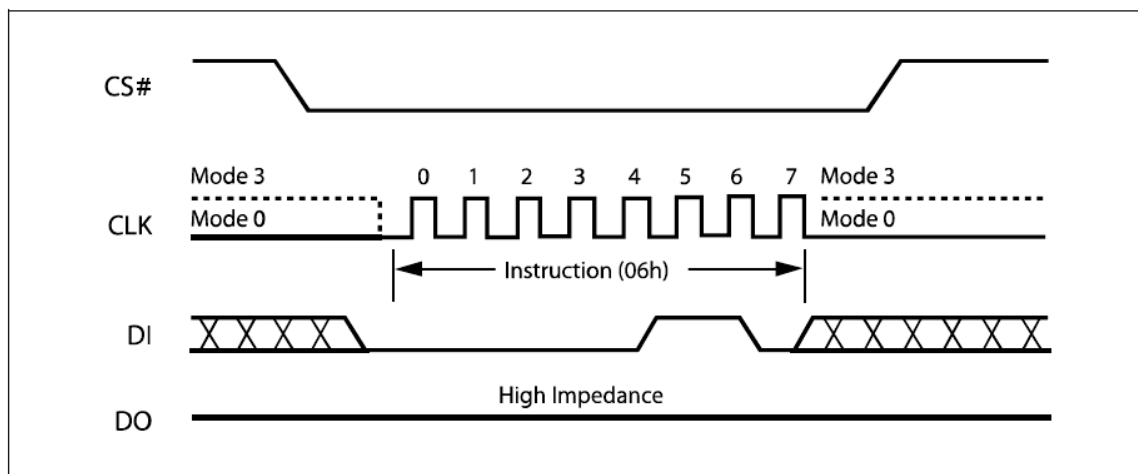 CS#
Mode 3 0 1 2 3 4 5 6 7 Mode 3
CLK Mode 0 Mode 0
Instruction (06h)
DI
High Impedance
DO